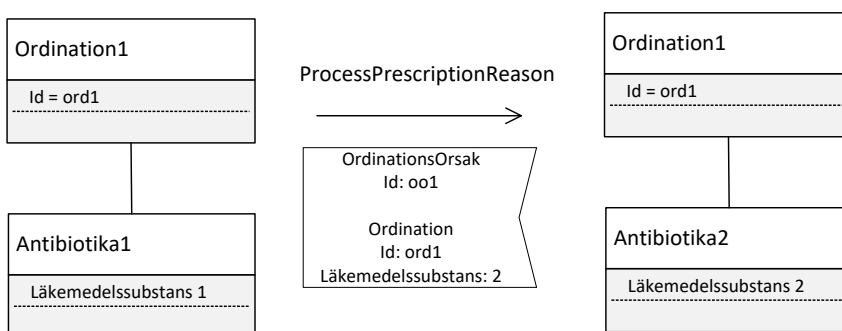 Ordination1
Id = ord1
Antibiotika1
Läkemedelssubstans 1
ProcessPrescriptionReason
OrdinationsOrsak
Id: oo1
Ordination
Id: ord1
Läkemedelssubstans: 2
Ordination1
Id = ord1
Antibiotika2
Läkemedelssubstans 2